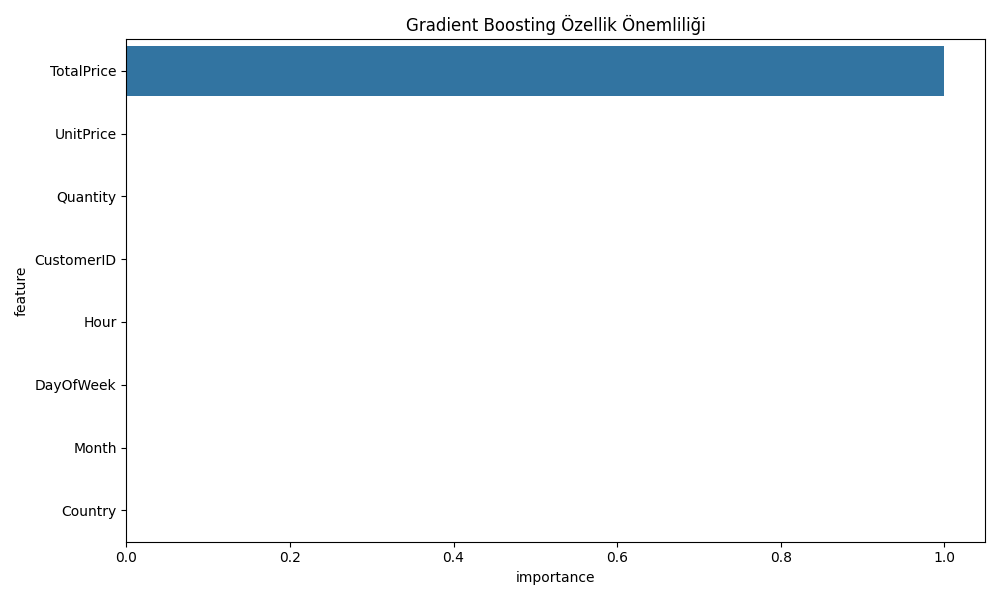 Gradient Boosting Özellik Önemliliği
TotalPrice
UnitPrice
Quantity
CustomerID
Hour
DayOfWeek
Month
Country
feature
0.0 0.2 0.4 0.6 0.8 1.0
importance